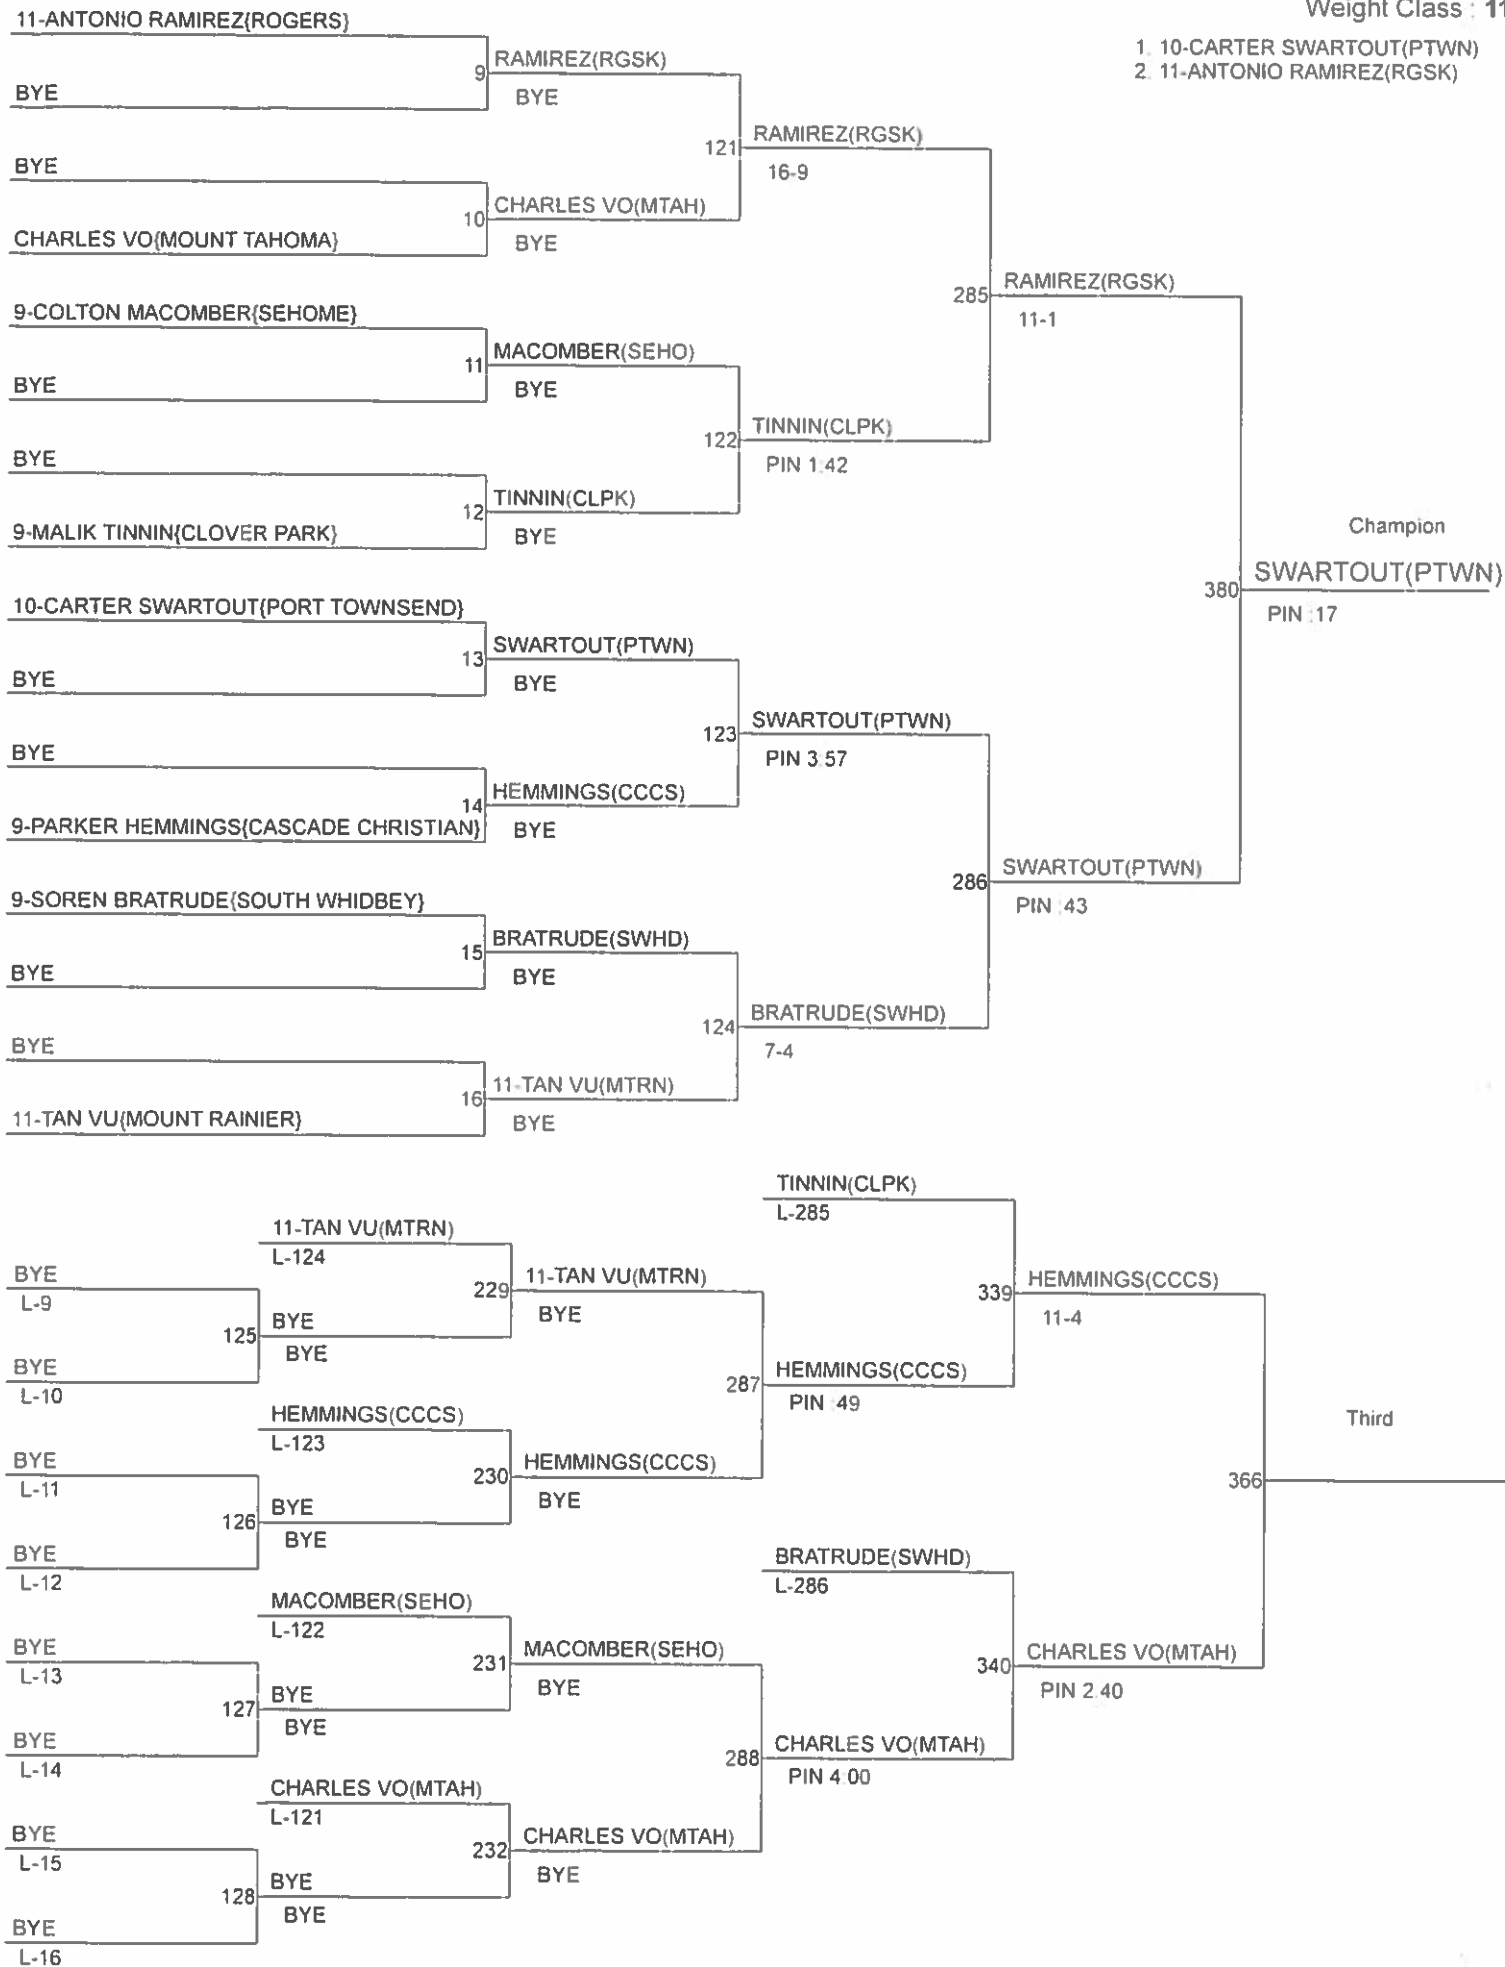 11-ANTONIO RAMIREZ{ROGERS}
Weight Class : 11
1. 10-CARTER SWARTOUT(PTWN)
2. 11-ANTONIO RAMIREZ(RGSK)
9 RAMIREZ(RGSK)
BYE
BYE
121 RAMIREZ(RGSK)
16-9
BYE
10 CHARLES VO(MTAH)
BYE
CHARLES VO{MOUNT TAHOMA}
285 RAMIREZ(RGSK)
11-1
9-COLTON MACOMBER{SEHOME}
11 MACOMBER(SEHO)
BYE
BYE
122 TINNIN(CLPK)
PIN 1:42
BYE
12 TINNIN(CLPK)
BYE
9-MALIK TINNIN{CLOVER PARK}
Champion
380 SWARTOUT(PTWN)
PIN :17
10-CARTER SWARTOUT{PORT TOWNSEND}
13 SWARTOUT(PTWN)
BYE
BYE
123 SWARTOUT(PTWN)
PIN 3:57
BYE
14 HEMMINGS(CCCS)
BYE
9-PARKER HEMMINGS{CASCADE CHRISTIAN}
286 SWARTOUT(PTWN)
PIN :43
9-SOREN BRATRUDE{SOUTH WHIDBEY}
15 BRATRUDE(SWHD)
BYE
BYE
124 BRATRUDE(SWHD)
7-4
BYE
16 11-TAN VU(MTRN)
BYE
11-TAN VU{MOUNT RAINIER}
TINNIN(CLPK)
L-285
11-TAN VU(MTRN)
L-124
BYE
L-9
229 11-TAN VU(MTRN)
BYE
339 HEMMINGS(CCCS)
11-4
125 BYE
BYE
BYE
L-10
287 HEMMINGS(CCCS)
PIN :49
HEMMINGS(CCCS)
L-123
Third
BYE
L-11
230 HEMMINGS(CCCS)
BYE
366
126 BYE
BYE
BYE
L-12
BRATRUDE(SWHD)
L-286
MACOMBER(SEHO)
L-122
BYE
L-13
231 MACOMBER(SEHO)
BYE
340 CHARLES VO(MTAH)
PIN 2:40
127 BYE
BYE
BYE
L-14
288 CHARLES VO(MTAH)
PIN 4:00
CHARLES VO(MTAH)
L-121
BYE
L-15
232 CHARLES VO(MTAH)
BYE
128 BYE
BYE
BYE
L-16